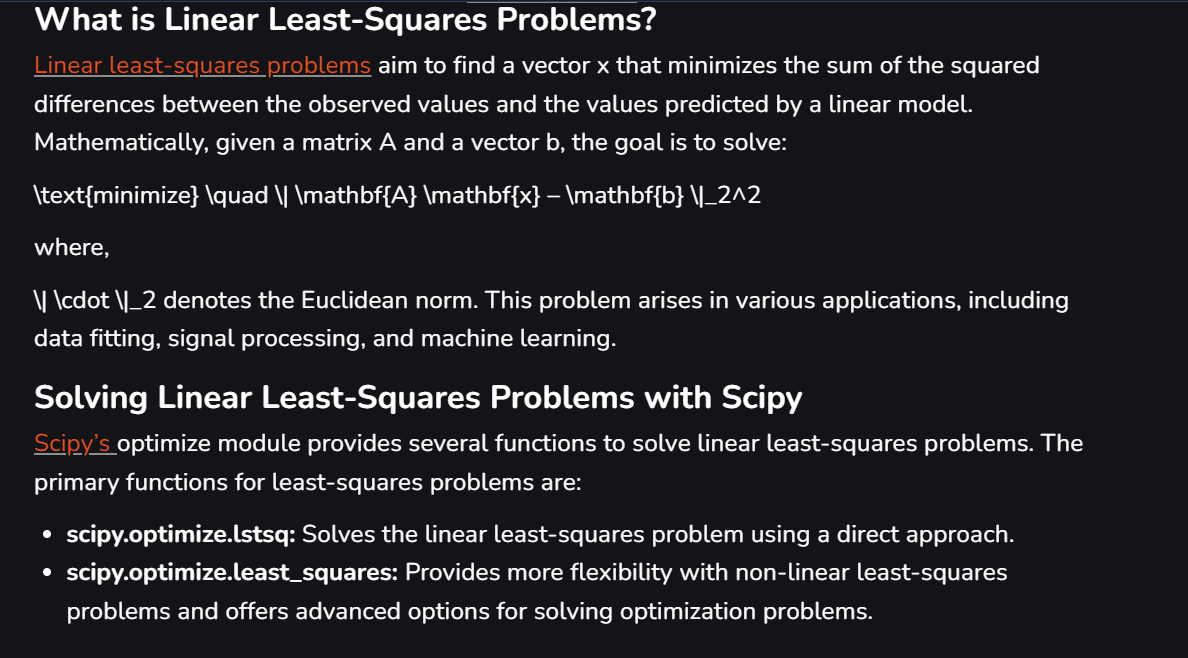 What is Linear Least-Squares Problems?
Linear least-squares problems aim to find a vector x that minimizes the sum of the squared
differences between the observed values and the values predicted by a linear model.
Mathematically, given a matrix A and a vector b, the goal is to solve:
\text{minimize} \quad \| \mathbf{A} \mathbf{x} – \mathbf{b} \|_2^2
where,
\| \cdot \|_2 denotes the Euclidean norm. This problem arises in various applications, including
data fitting, signal processing, and machine learning.
Solving Linear Least-Squares Problems with Scipy
Scipy’s optimize module provides several functions to solve linear least-squares problems. The
primary functions for least-squares problems are:
• scipy.optimize.lstsq: Solves the linear least-squares problem using a direct approach.
• scipy.optimize.least_squares: Provides more flexibility with non-linear least-squares
problems and offers advanced options for solving optimization problems.